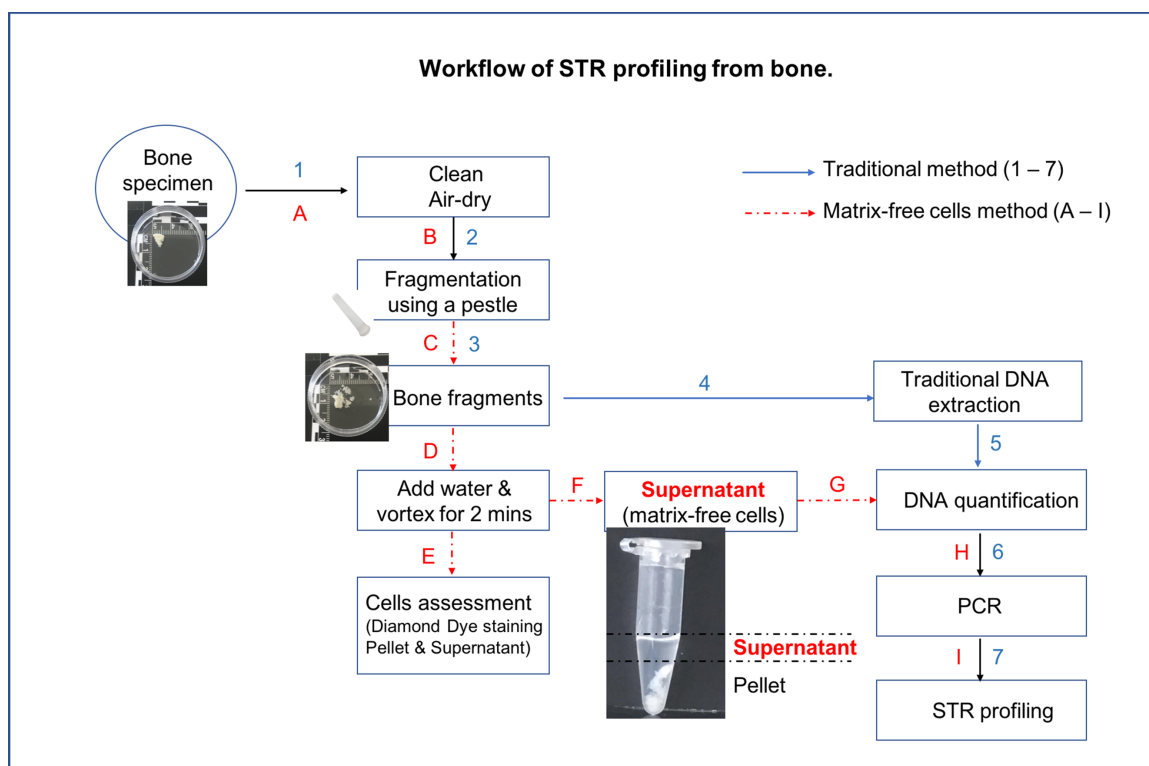 Workflow of STR profiling from bone.
Bone
specimen
1
A
Clean
Air-dry
Traditional method (1 – 7)
Matrix-free cells method (A – I)
B
2
Fragmentation
using a pestle
C
3
Bone fragments
4
Traditional DNA
extraction
5
D
Add water &
vortex for 2 mins
F
Supernatant
(matrix-free cells)
G
DNA quantification
E
H
6
Cells assessment
(Diamond Dye staining
Pellet & Supernatant)
PCR
Supernatant
Pellet
I
7
STR profiling